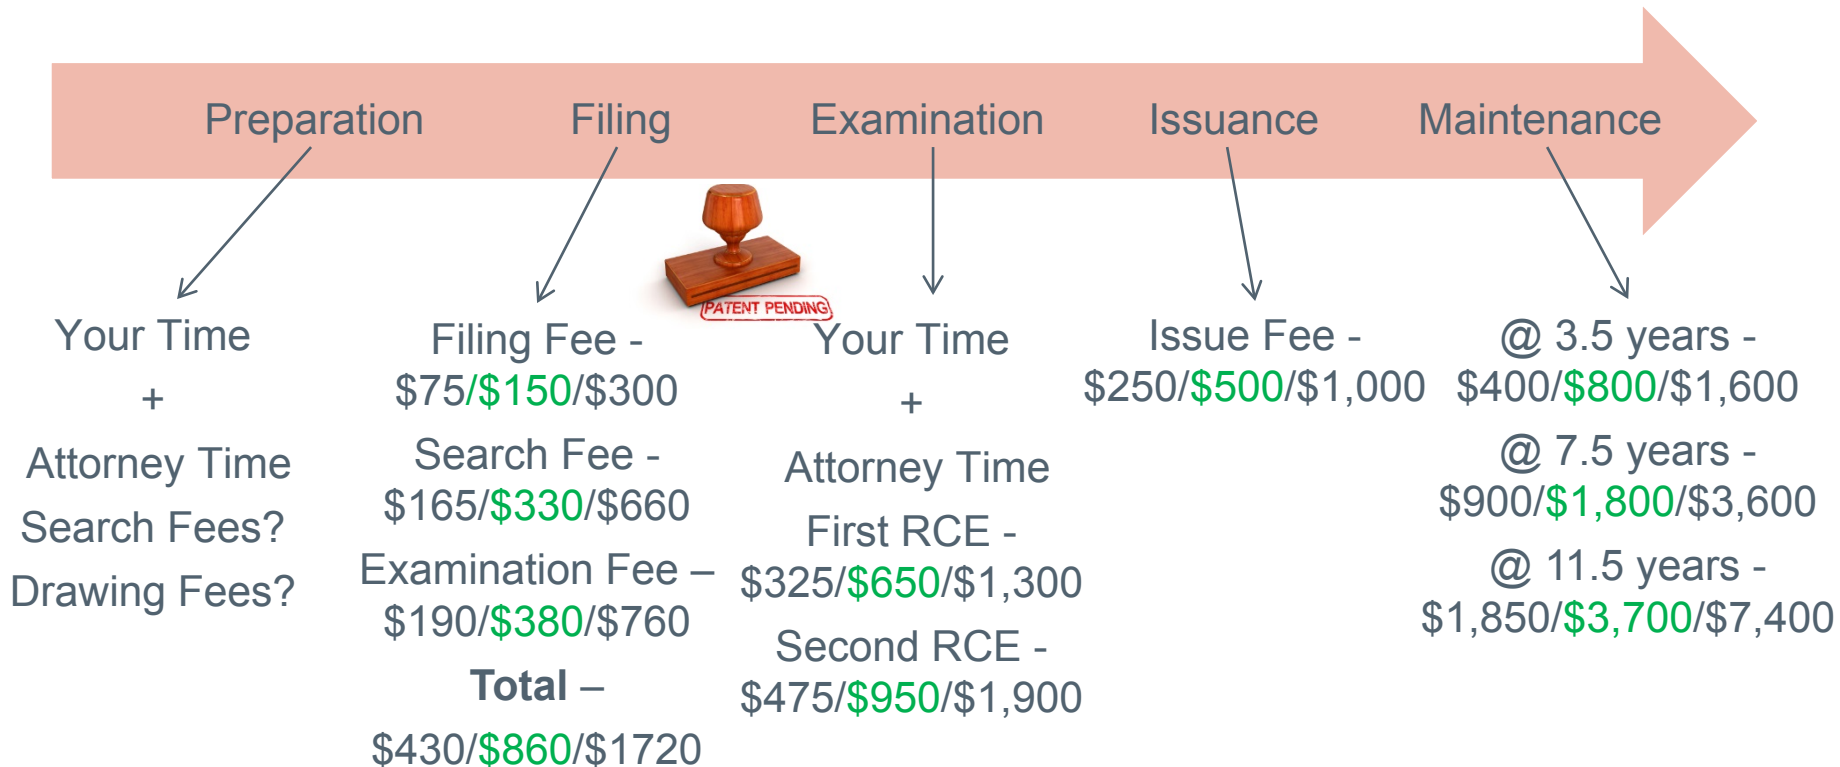 Preparation
Filing
Examination
Issuance
Maintenance
Your Time
+
Attorney Time
Search Fees?
Drawing Fees?
Filing Fee -
$75/$150/$300
Search Fee -
$165/$330/$660
Examination Fee –
$190/$380/$760
Total –
$430/$860/$1720
PATENT PENDING
Your Time
+
Attorney Time
First RCE -
$325/$650/$1,300
Second RCE -
$475/$950/$1,900
Issue Fee -
$250/$500/$1,000
@ 3.5 years -
$400/$800/$1,600
@ 7.5 years -
$900/$1,800/$3,600
@ 11.5 years -
$1,850/$3,700/$7,400